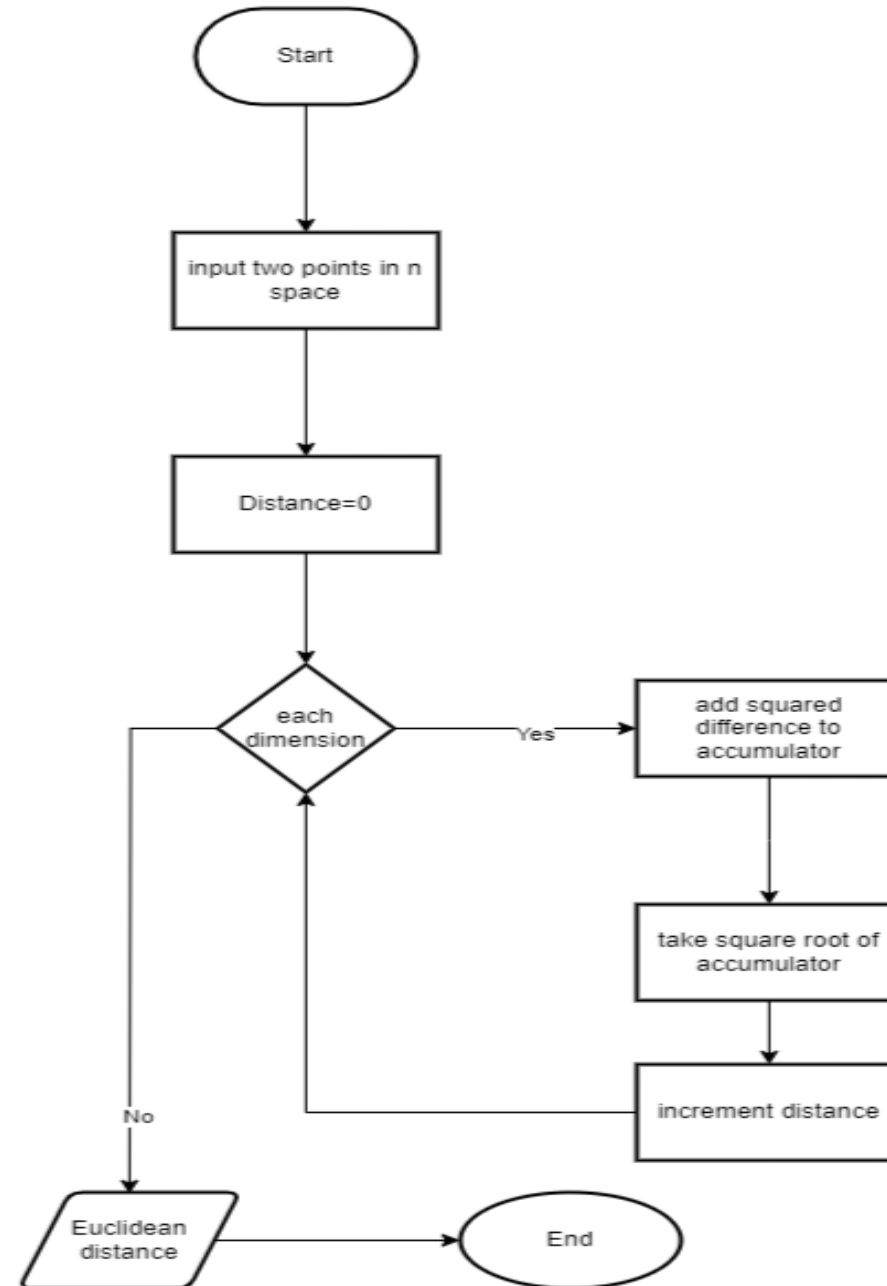 Start
input two points in n
space
Distance=0
each
dimension
Yes
add squared
difference to
accumulator
take square root of
accumulator
increment distance
No
Euclidean
distance
End